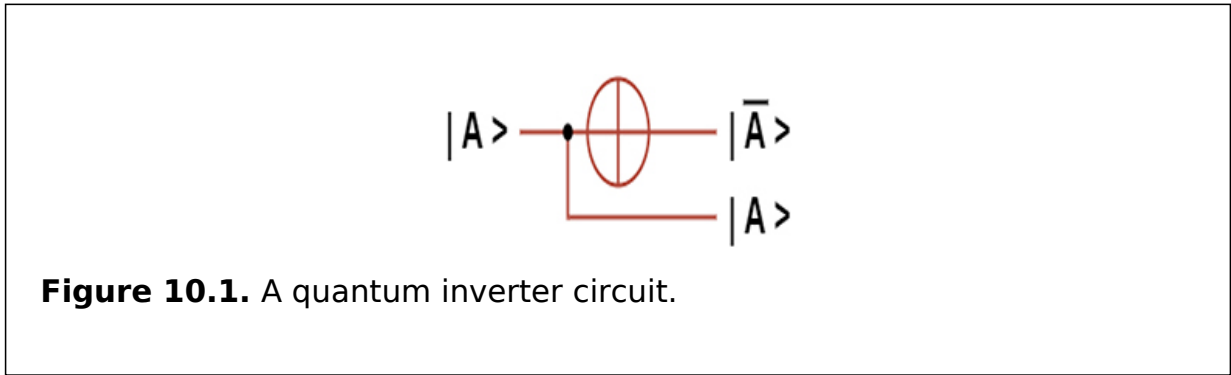 |A> |A̅>
|A>
Figure 10.1. A quantum inverter circuit.